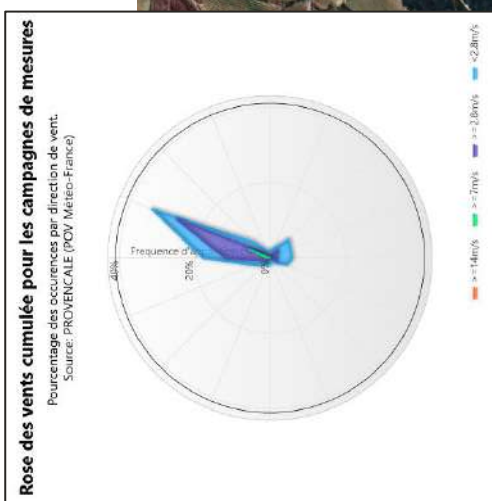 Rose des vents cumulée pour les campagnes de mesures
Pourcentage des occurences par direction de vent.
Source: PROVENCALE (POV Météo-France)
40%
20%
0%
Frequence
>=14m/s
>=7m/s
>=2.8m/s
<2.8m/s